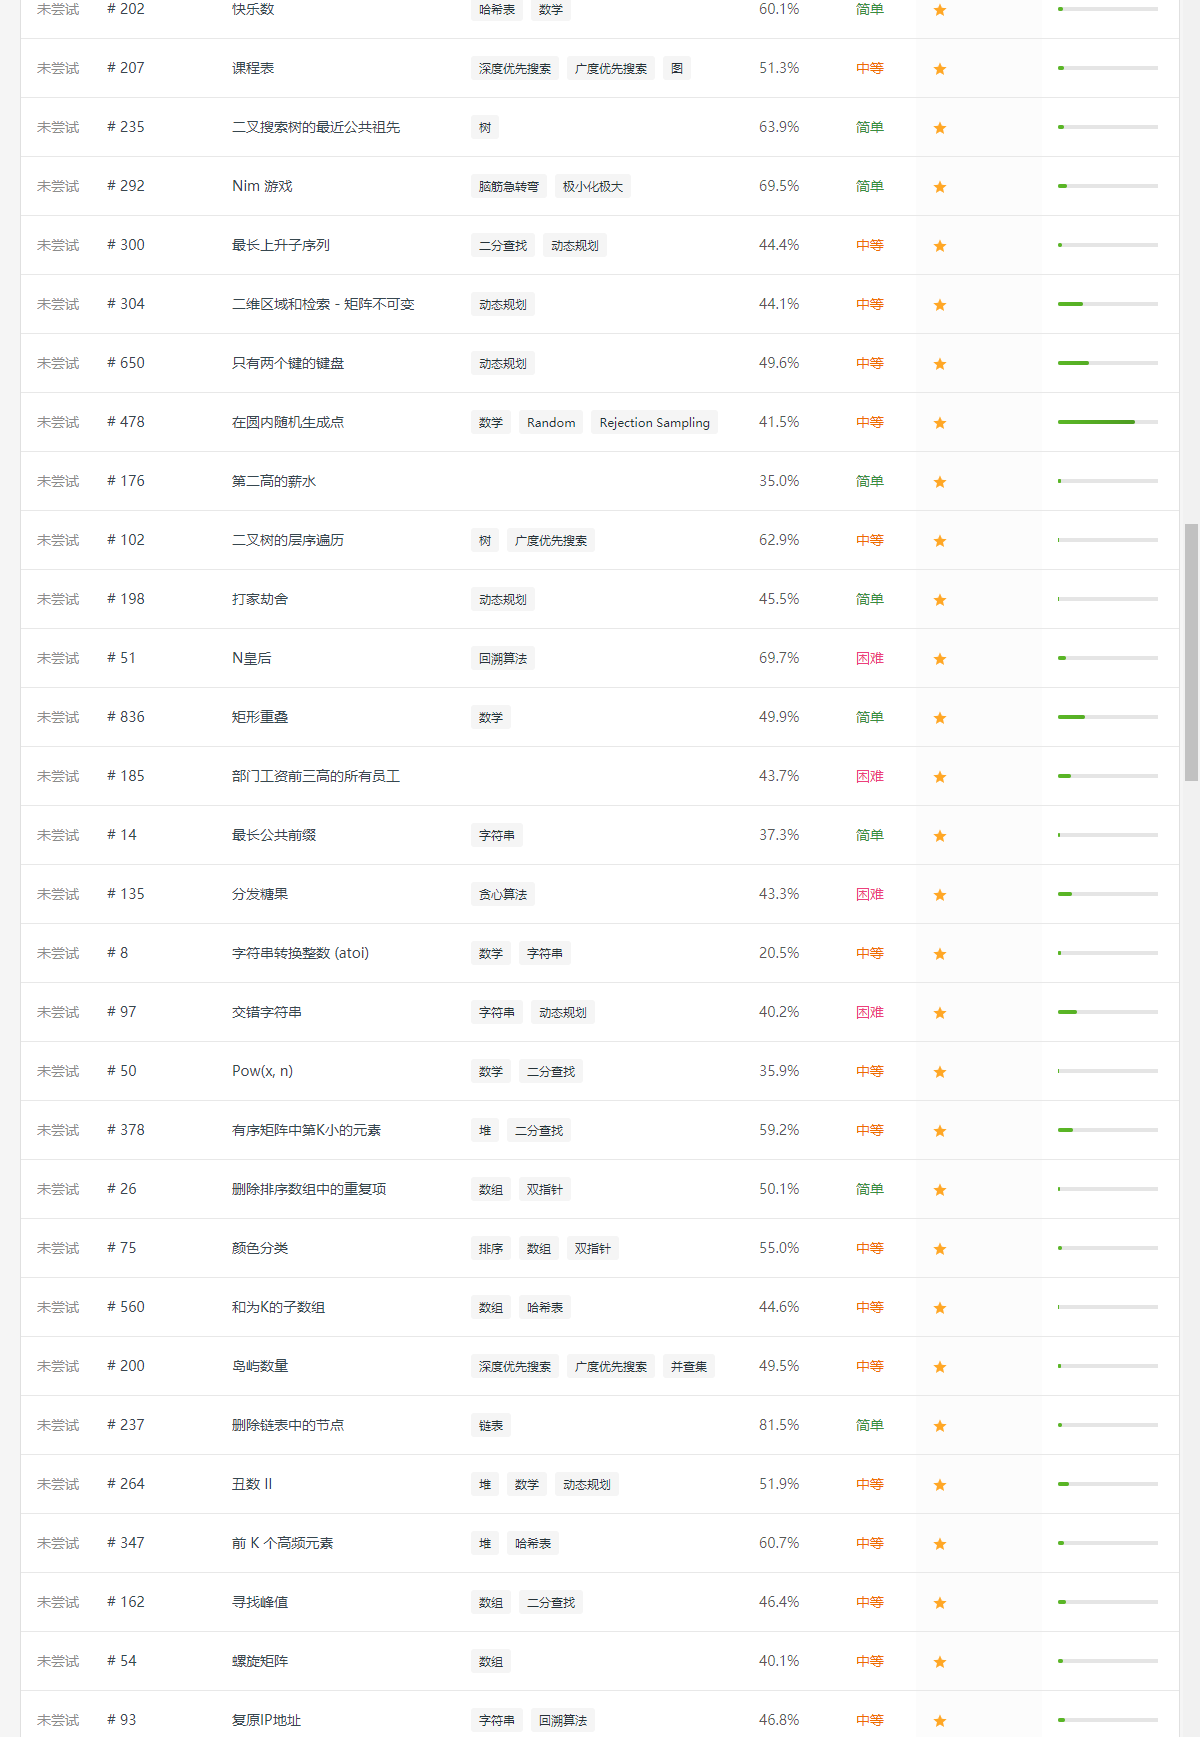 未尝试 # 202 快乐数 哈希表 数学 60.1% 简单
未尝试 # 207 课程表 深度优先搜索 广度优先搜索 图 51.3% 中等
未尝试 # 235 二叉搜索树的最近公共祖先 树 63.9% 简单
未尝试 # 292 Nim 游戏 脑筋急转弯 极小化极大 69.5% 简单
未尝试 # 300 最长上升子序列 二分查找 动态规划 44.4% 中等
未尝试 # 304 二维区域和检索 - 矩阵不可变 动态规划 44.1% 中等
未尝试 # 650 只有两个键的键盘 动态规划 49.6% 中等
未尝试 # 478 在圆内随机生成点 数学 Random Rejection Sampling 41.5% 中等
未尝试 # 176 第二高的薪水 35.0% 简单
未尝试 # 102 二叉树的层序遍历 树 广度优先搜索 62.9% 中等
未尝试 # 198 打家劫舍 动态规划 45.5% 简单
未尝试 # 51 N皇后 回溯算法 69.7% 困难
未尝试 # 836 矩形重叠 数学 49.9% 简单
未尝试 # 185 部门工资前三高的所有员工 43.7% 困难
未尝试 # 14 最长公共前缀 字符串 37.3% 简单
未尝试 # 135 分发糖果 贪心算法 43.3% 困难
未尝试 # 8 字符串转换整数 (atoi) 数学 字符串 20.5% 中等
未尝试 # 97 交错字符串 字符串 动态规划 40.2% 困难
未尝试 # 50 Pow(x, n) 数学 二分查找 35.9% 中等
未尝试 # 378 有序矩阵中第K小的元素 堆 二分查找 59.2% 中等
未尝试 # 26 删除排序数组中的重复项 数组 双指针 50.1% 简单
未尝试 # 75 颜色分类 排序 数组 双指针 55.0% 中等
未尝试 # 560 和为K的子数组 数组 哈希表 44.6% 中等
未尝试 # 200 岛屿数量 深度优先搜索 广度优先搜索 并查集 49.5% 中等
未尝试 # 237 删除链表中的节点 链表 81.5% 简单
未尝试 # 264 丑数 II 堆 数学 动态规划 51.9% 中等
未尝试 # 347 前 K 个高频元素 堆 哈希表 60.7% 中等
未尝试 # 162 寻找峰值 数组 二分查找 46.4% 中等
未尝试 # 54 螺旋矩阵 数组 40.1% 中等
未尝试 # 93 复原IP地址 字符串 回溯算法 46.8% 中等